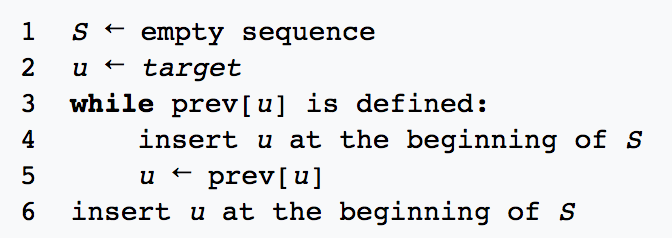 1 S ← empty sequence
2 u ← target
3 while prev[u] is defined:
4 insert u at the beginning of S
5 u ← prev[u]
6 insert u at the beginning of S